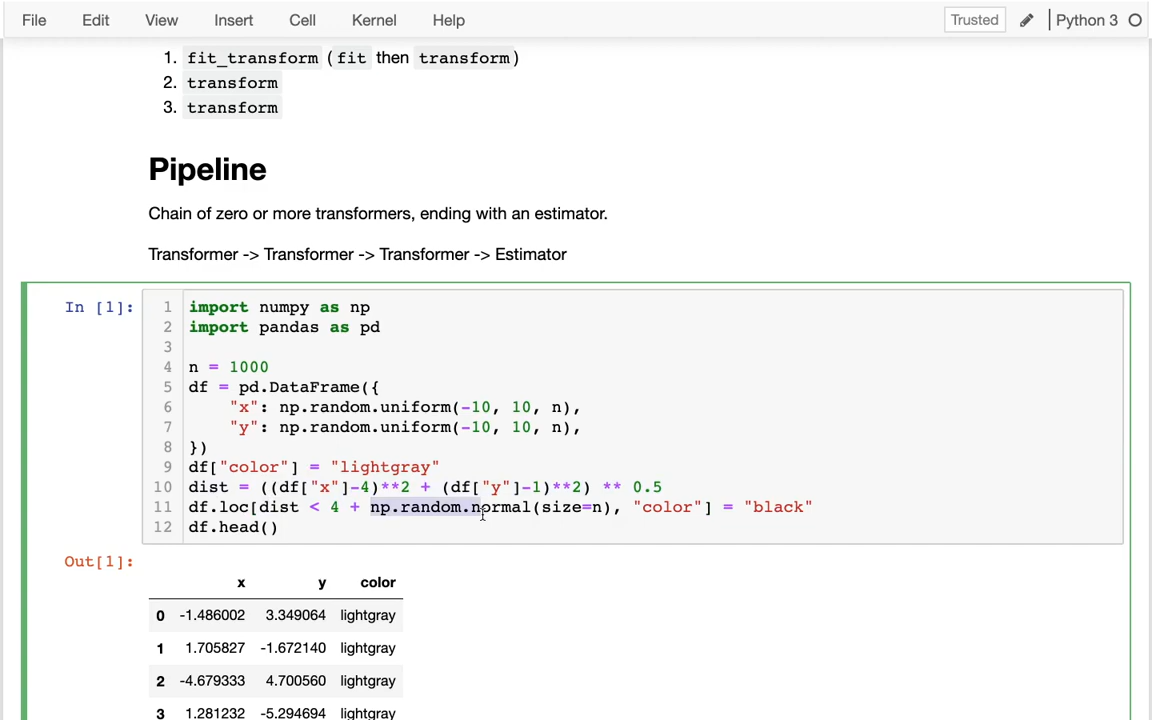 File Edit View Insert Cell Kernel Help Trusted Python 3
1. fit_transform (fit then transform)
2. transform
3. transform
Pipeline
Chain of zero or more transformers, ending with an estimator.
Transformer -> Transformer -> Transformer -> Estimator
In [1]:
1 import numpy as np
2 import pandas as pd
3
4 n = 1000
5 df = pd.DataFrame({
6     "x": np.random.uniform(-10, 10, n),
7     "y": np.random.uniform(-10, 10, n),
8 })
9 df["color"] = "lightgray"
10 dist = ((df["x"]-4)**2 + (df["y"]-1)**2) ** 0.5
11 df.loc[dist < 4 + np.random.normal(size=n), "color"] = "black"
12 df.head()
Out[1]:
x y color
0 -1.486002 3.349064 lightgray
1 1.705827 -1.672140 lightgray
2 -4.679333 4.700560 lightgray
3 1.281232 -5.294694 lightgray